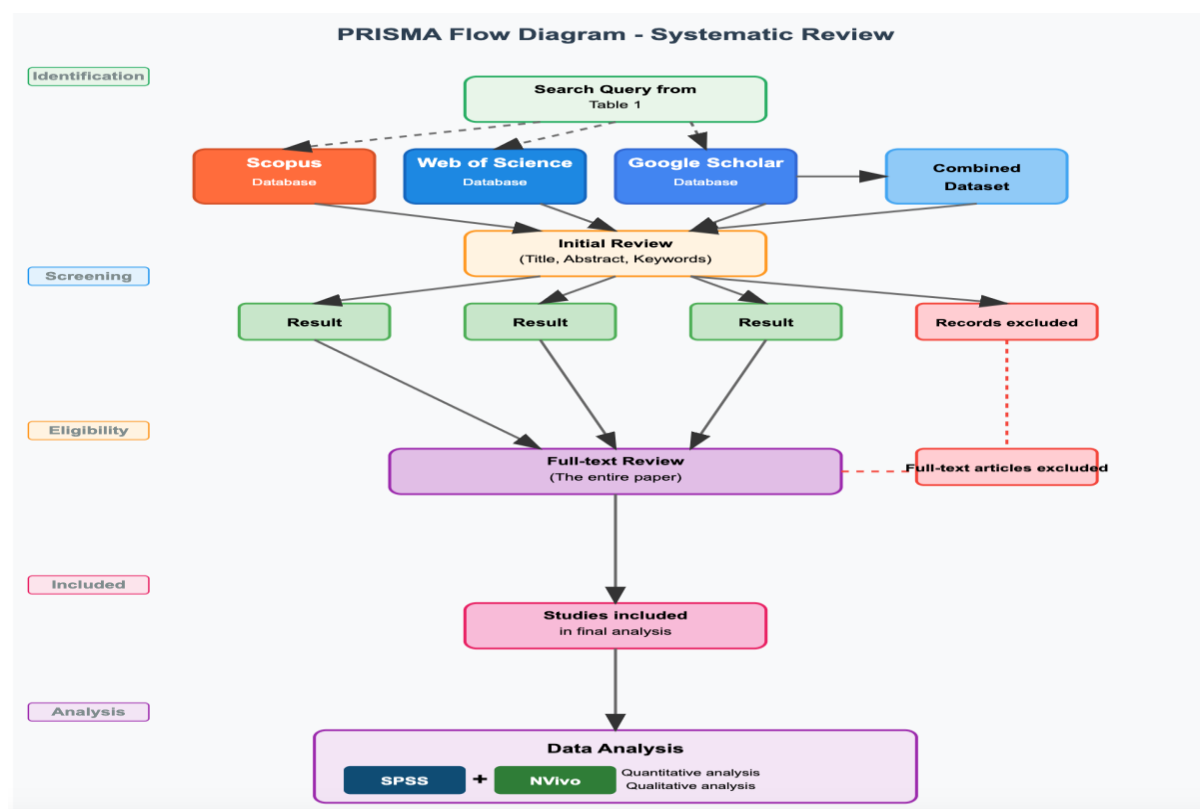 PRISMA Flow Diagram - Systematic Review
Identification
Search Query from
Table 1
Scopus
Database
Web of Science
Database
Google Scholar
Database
Combined
Dataset
Initial Review
(Title, Abstract, Keywords)
Screening
Result
Result
Result
Records excluded
Eligibility
Full-text Review
(The entire paper)
Full-text articles excluded
Included
Studies included
in final analysis
Analysis
Data Analysis
SPSS
+
NVivo
Quantitative analysis
Qualitative analysis